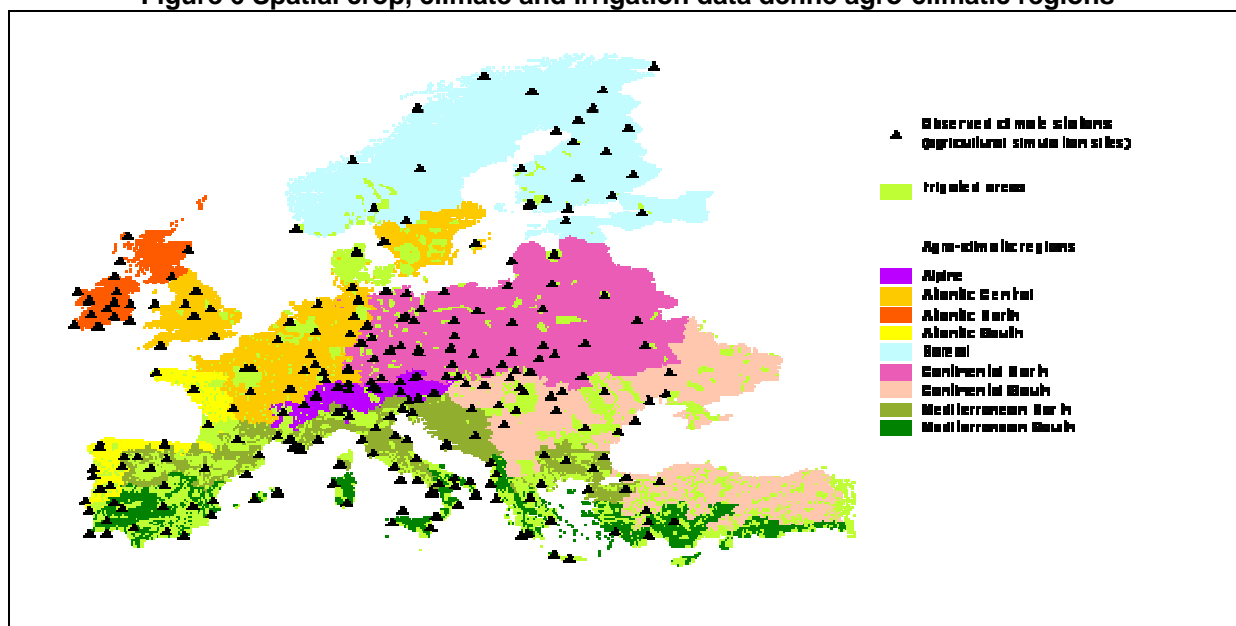 Figure 6 Spatial crop, climate and irrigation data define agro-climatic regions
Observed climate stations
(agricultural simulation sites)
Irrigated areas
Agro-climatic regions
Alpine
Atlantic Central
Atlantic North
Atlantic South
Boreal
Continental North
Continental South
Mediterranean North
Mediterranean South